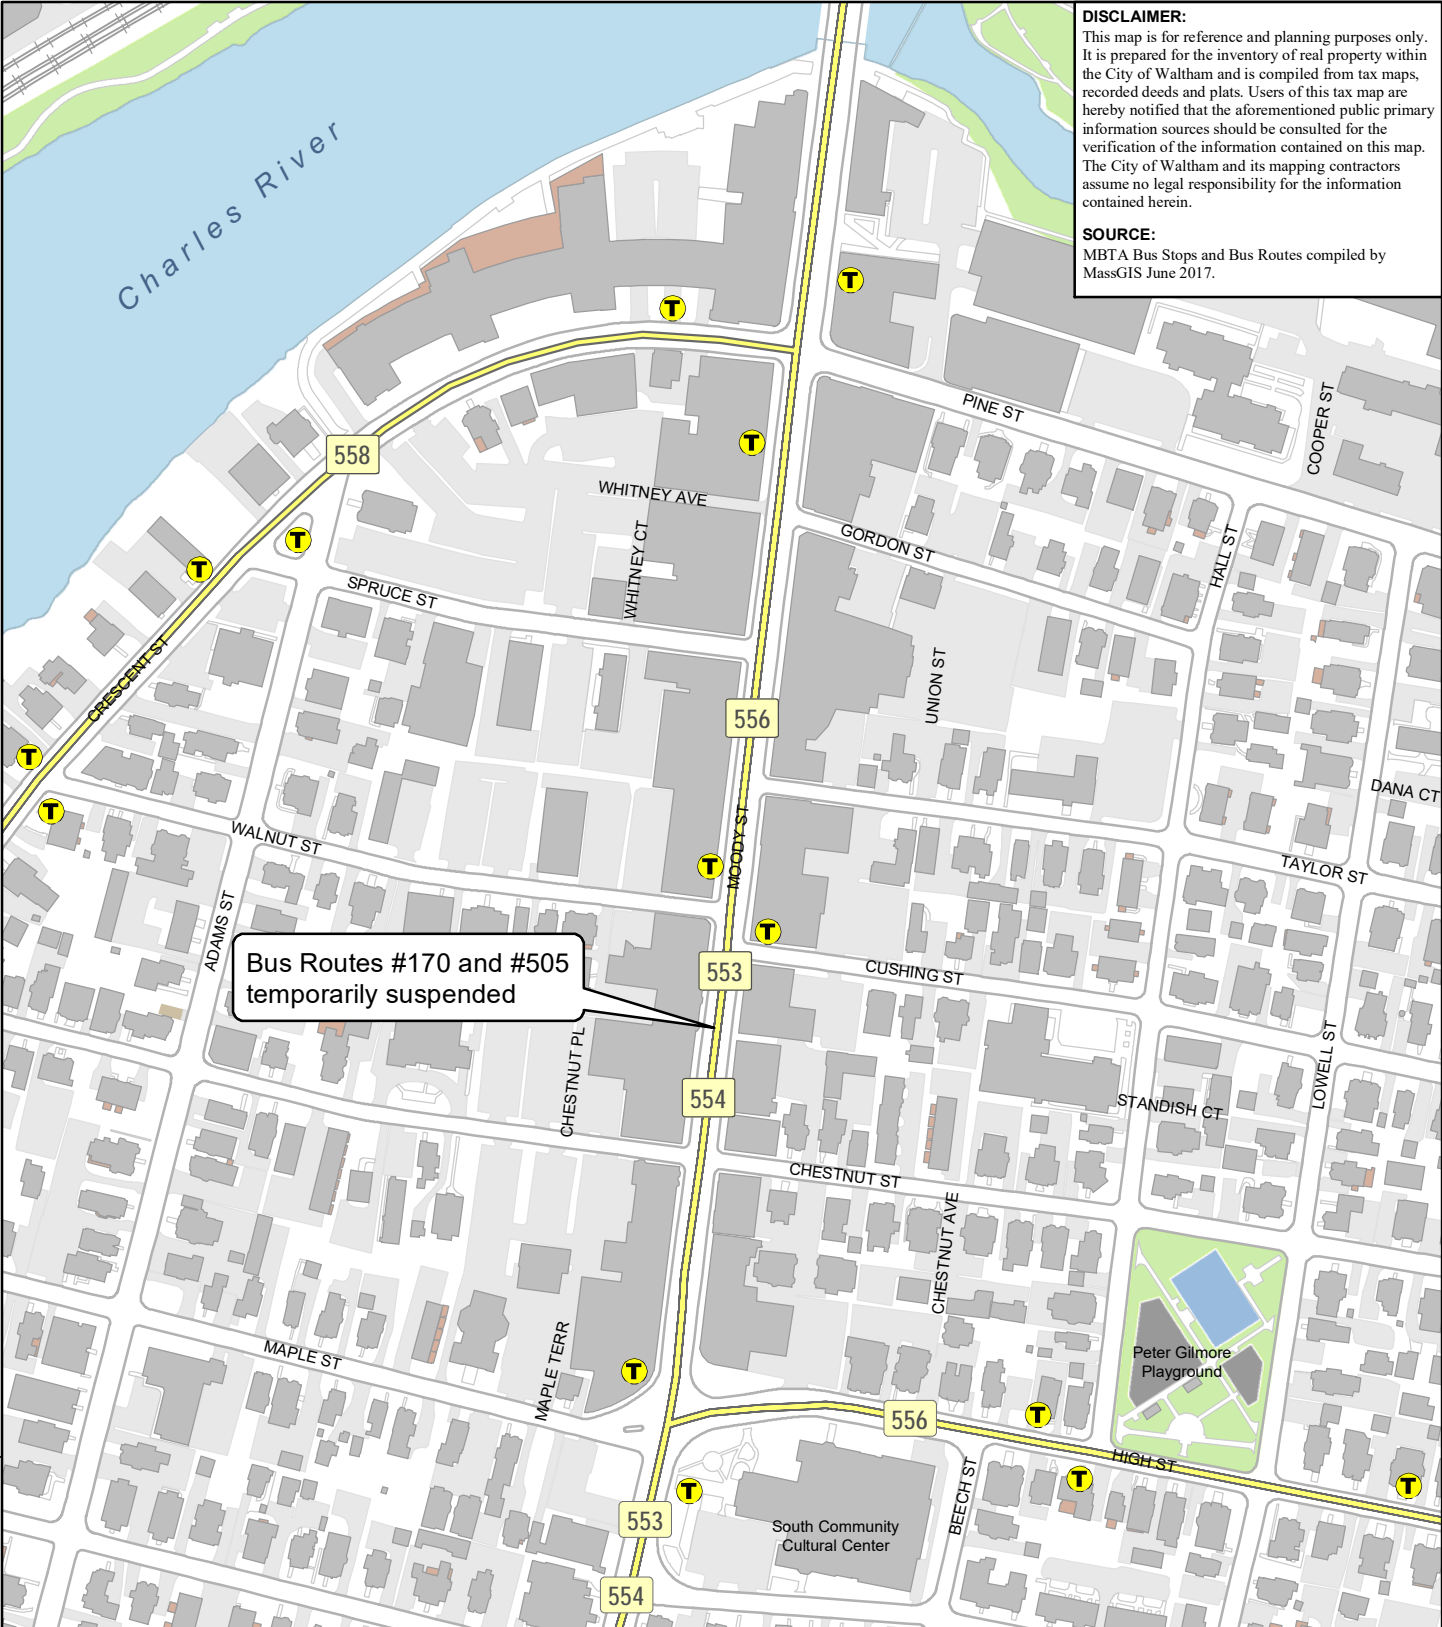 DISCLAIMER:
This map is for reference and planning purposes only.
It is prepared for the inventory of real property within
the City of Waltham and is compiled from tax maps,
recorded deeds and plats. Users of this tax map are
hereby notified that the aforementioned public primary
information sources should be consulted for the
verification of the information contained on this map.
The City of Waltham and its mapping contractors
assume no legal responsibility for the information
contained herein.
SOURCE:
MBTA Bus Stops and Bus Routes compiled by
MassGIS June 2017.
Charles River
T
T
PINE ST
COOPER ST
T
558
WHITNEY AVE
WHITNEY CT
GORDON ST
HALL ST
T
T
SPRUCE ST
CRESCENT ST
UNION ST
556
T
T
DANA CT
WALNUT ST
MOODY ST
T
TAYLOR ST
ADAMS ST
T
Bus Routes #170 and #505
temporarily suspended
553
CUSHING ST
CHESTNUT PL
LOWELL ST
554
STANDISH CT
CHESTNUT ST
CHESTNUT AVE
MAPLE ST
MAPLE TERR
T
Peter Gilmore
Playground
T
556
HIGH ST
BEECH ST
T
T
T
553
South Community
Cultural Center
554